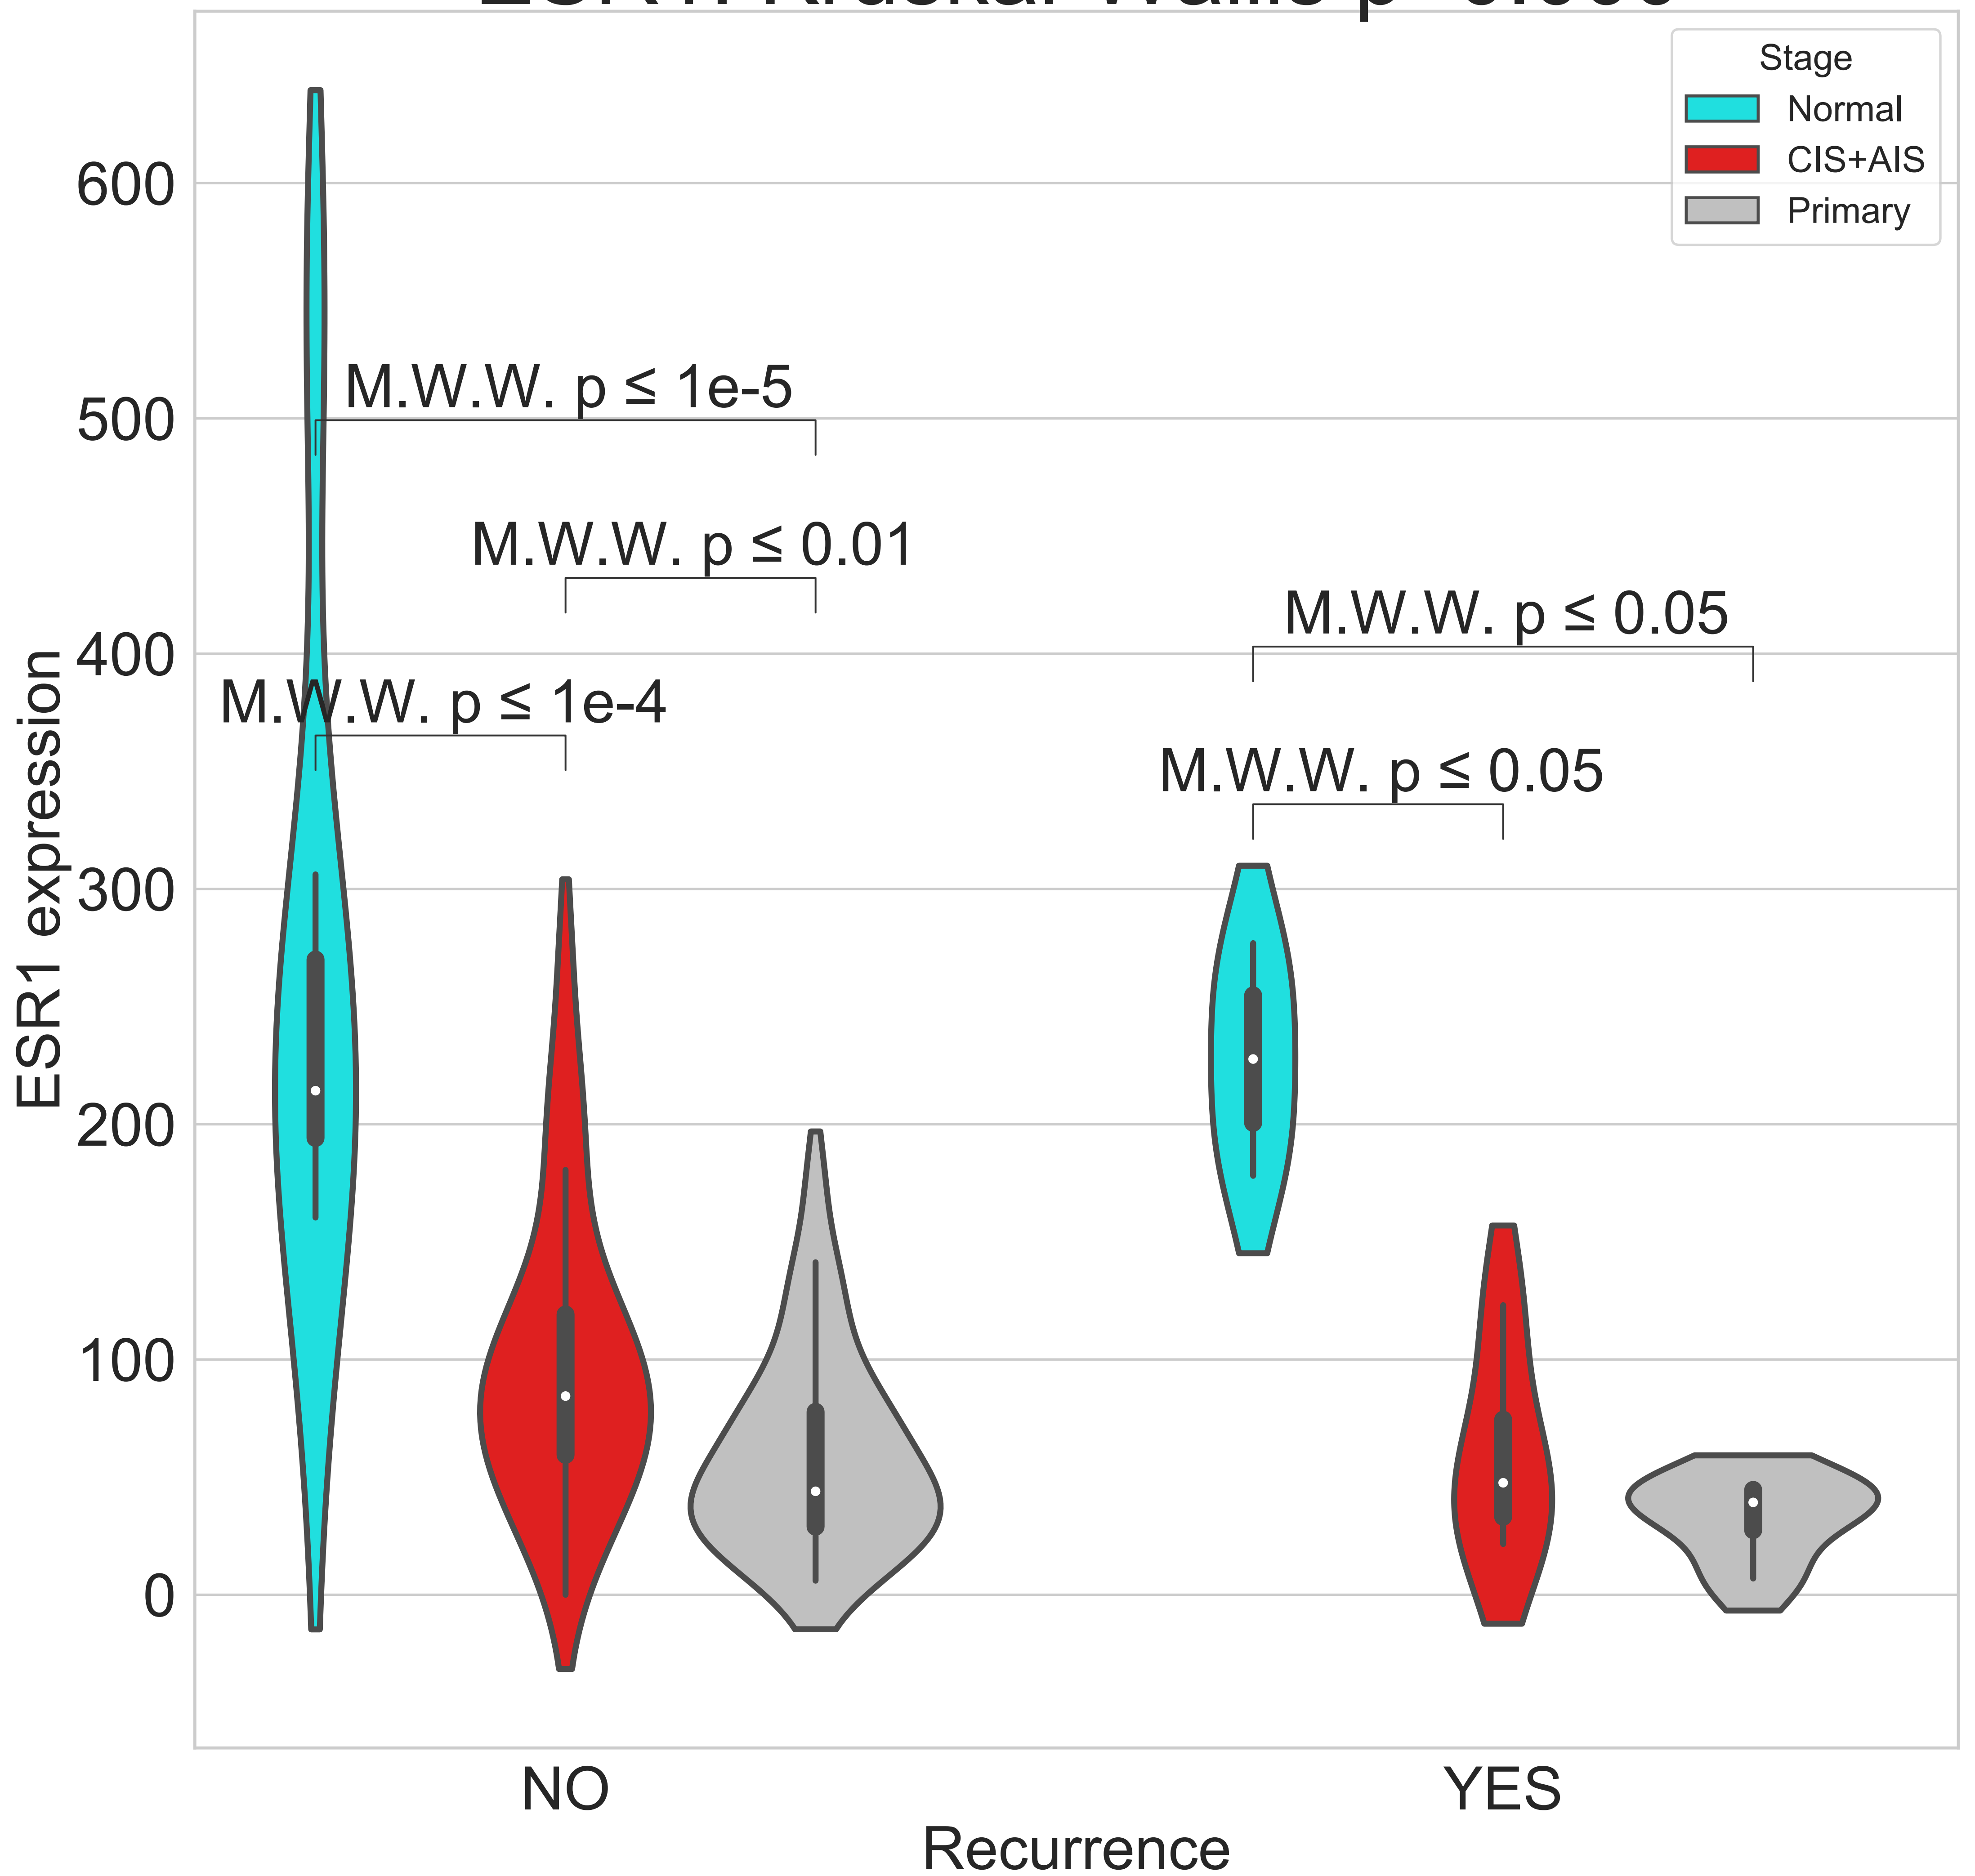 Stage
Normal
CIS+AIS
Primary
600
500
400
300
200
100
0
ESR1 expression
M.W.W. p ≤ 1e-5
M.W.W. p ≤ 0.01
M.W.W. p ≤ 1e-4
M.W.W. p ≤ 0.05
M.W.W. p ≤ 0.05
NO
YES
Recurrence